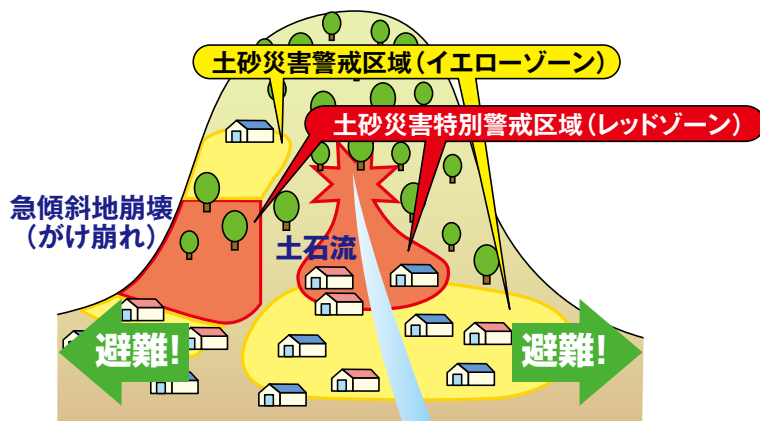 土砂災害警戒区域（イエローゾーン）
土砂災害特別警戒区域（レッドゾーン）
急傾斜地崩壊
（がけ崩れ）
土石流
避難!
避難!